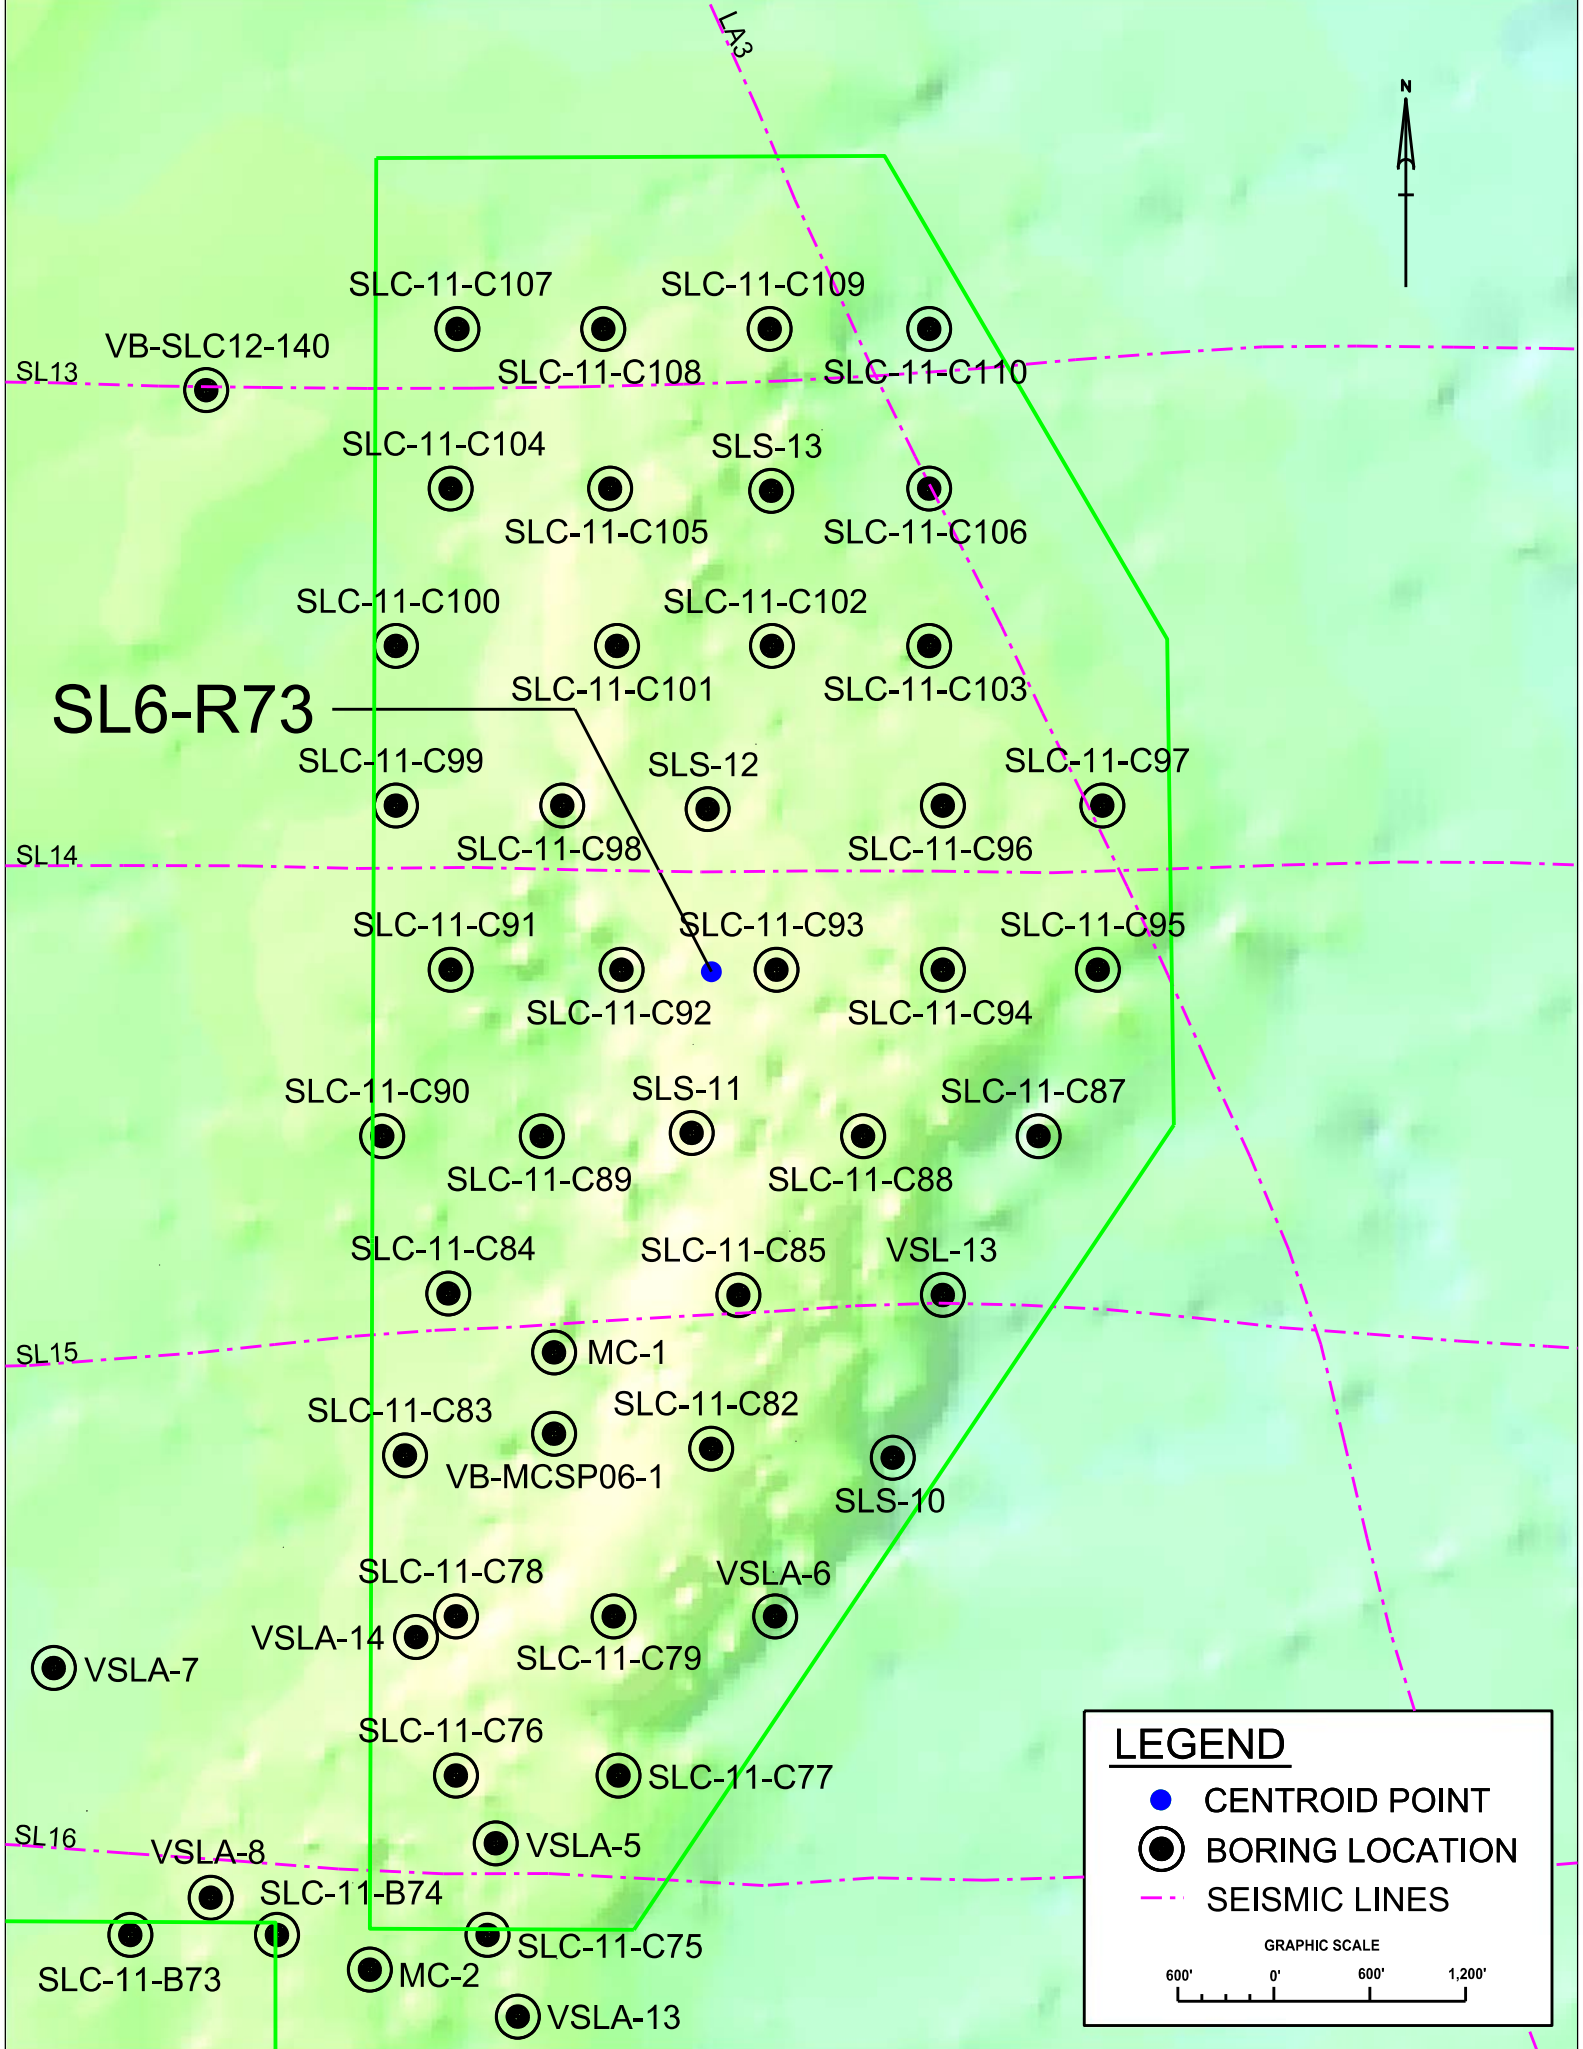 LA3
N
SLC-11-C107
SLC-11-C109
VB-SLC12-140
SL13
SLC-11-C108
SLC-11-C110
SLC-11-C104
SLS-13
SLC-11-C105
SLC-11-C106
SLC-11-C100
SLC-11-C102
SLC-11-C101
SLC-11-C103
SL6-R73
SLC-11-C99
SLS-12
SLC-11-C97
SL14
SLC-11-C98
SLC-11-C96
SLC-11-C91
SLC-11-C93
SLC-11-C95
SLC-11-C92
SLC-11-C94
SLC-11-C90
SLS-11
SLC-11-C87
SLC-11-C89
SLC-11-C88
SLC-11-C84
SLC-11-C85
VSL-13
SL15
MC-1
SLC-11-C83
SLC-11-C82
VB-MCSP06-1
SLS-10
SLC-11-C78
VSLA-6
VSLA-14
SLC-11-C79
VSLA-7
SLC-11-C76
SLC-11-C77
SL16
VSLA-8
VSLA-5
SLC-11-B74
SLC-11-C75
SLC-11-B73
MC-2
VSLA-13
LEGEND
CENTROID POINT
BORING LOCATION
SEISMIC LINES
GRAPHIC SCALE
600' 0' 600' 1,200'